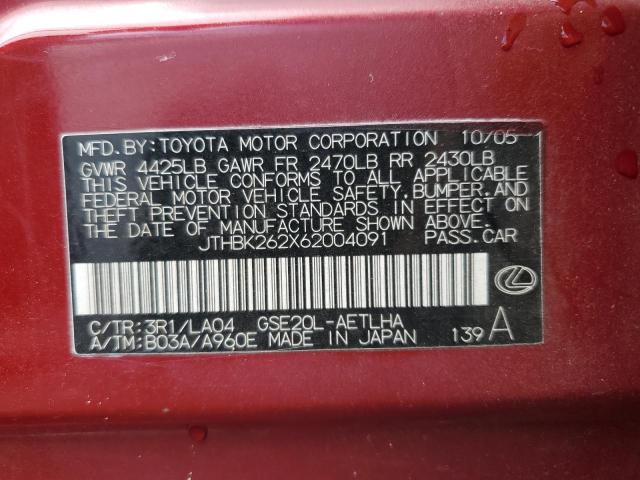 MFD. BY: TOYOTA MOTOR CORPORATION 10/05
GVWR 4425LB GAWR FR 2470LB RR 2430LB
THIS VEHICLE CONFORMS TO ALL APPLICABLE
FEDERAL MOTOR VEHICLE SAFETY, BUMPER, AND
THEFT PREVENTION STANDARDS IN EFFECT ON
THE DATE OF MANUFACTURE SHOWN ABOVE.
JTHBK262X62004091 PASS. CAR
C/TR: 3R1/LA04 GSE20L-AETLHA
A/TM: B03A/A960E MADE IN JAPAN 139 A